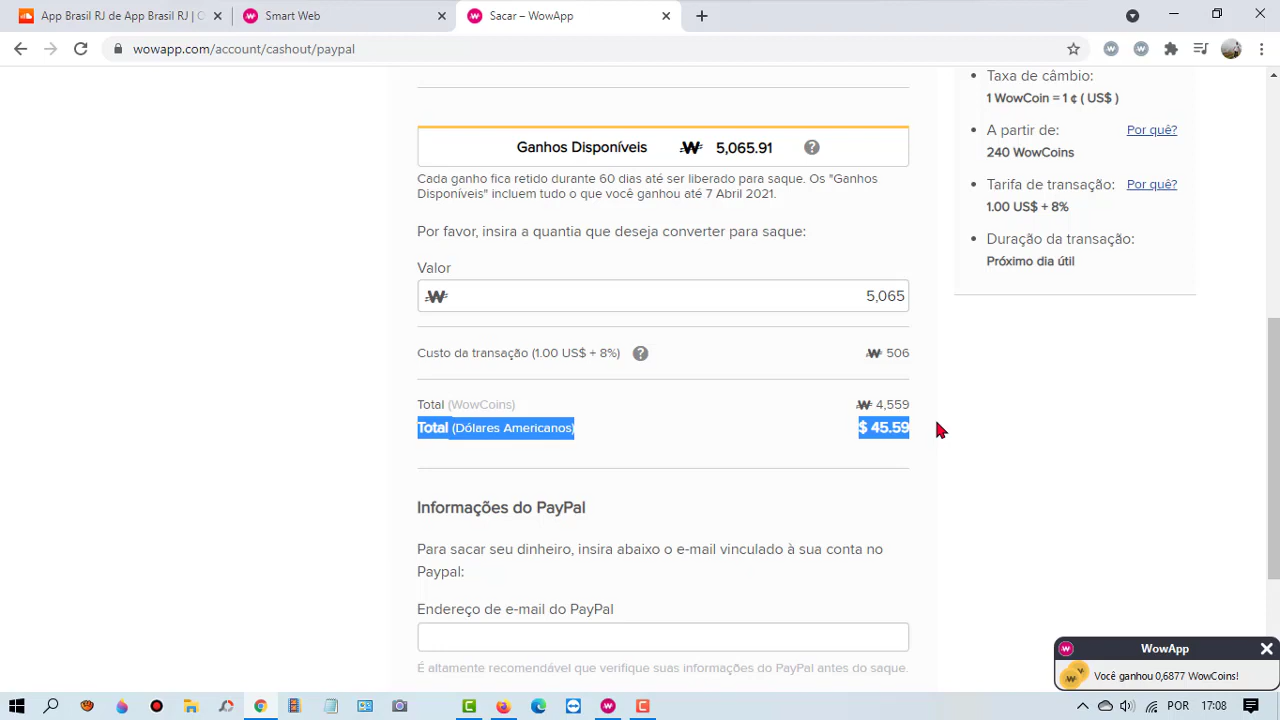 App Brasil RJ de App Brasil RJ |
Smart Web
Sacar – WowApp
wowapp.com/account/cashout/paypal
Taxa de câmbio:
1 WowCoin = 1 ¢ ( US$ )
A partir de: Por quê?
240 WowCoins
Tarifa de transação: Por quê?
1.00 US$ + 8%
Duração da transação:
Próximo dia útil
Ganhos Disponíveis 5,065.91 ?
Cada ganho fica retido durante 60 dias até ser liberado para saque. Os "Ganhos
Disponíveis" incluem tudo o que você ganhou até 7 Abril 2021.
Por favor, insira a quantia que deseja converter para saque:
Valor
5,065
Custo da transação (1.00 US$ + 8%) ? 506
Total (WowCoins) 4,559
Total (Dólares Americanos) $ 45.59
Informações do PayPal
Para sacar seu dinheiro, insira abaixo o e-mail vinculado à sua conta no
Paypal:
Endereço de e-mail do PayPal
É altamente recomendável que verifique suas informações do PayPal antes do saque.
WowApp
Você ganhou 0,6877 WowCoins!
POR 17:08